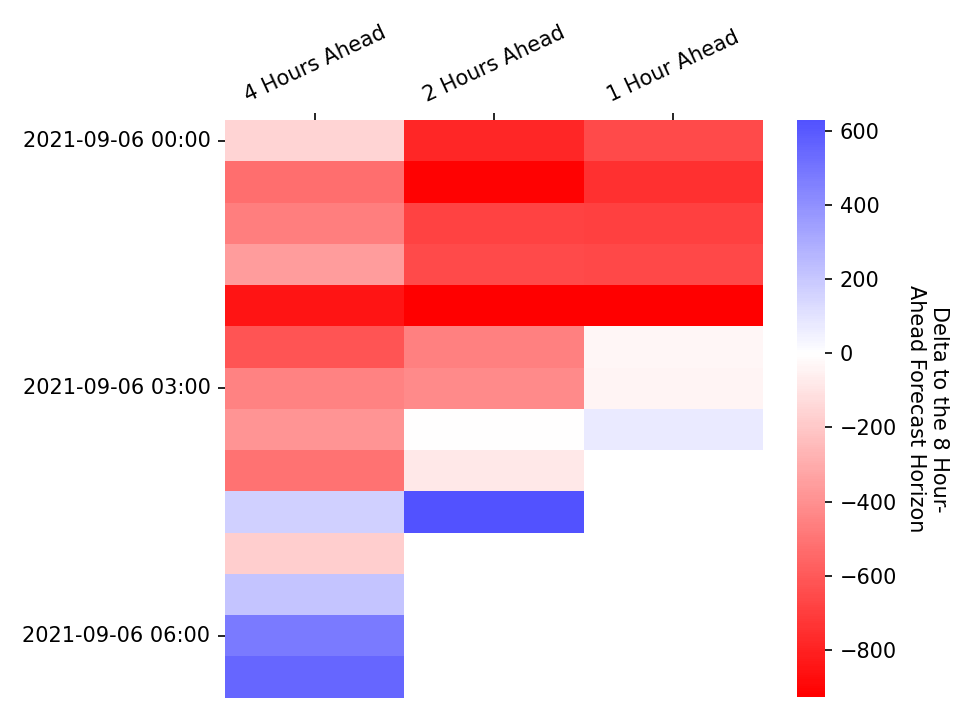 4 Hours Ahead
2 Hours Ahead
1 Hour Ahead
2021-09-06 00:00
2021-09-06 03:00
2021-09-06 06:00
600
400
200
0
−200
−400
−600
−800
Delta to the 8 Hour-
Ahead Forecast Horizon